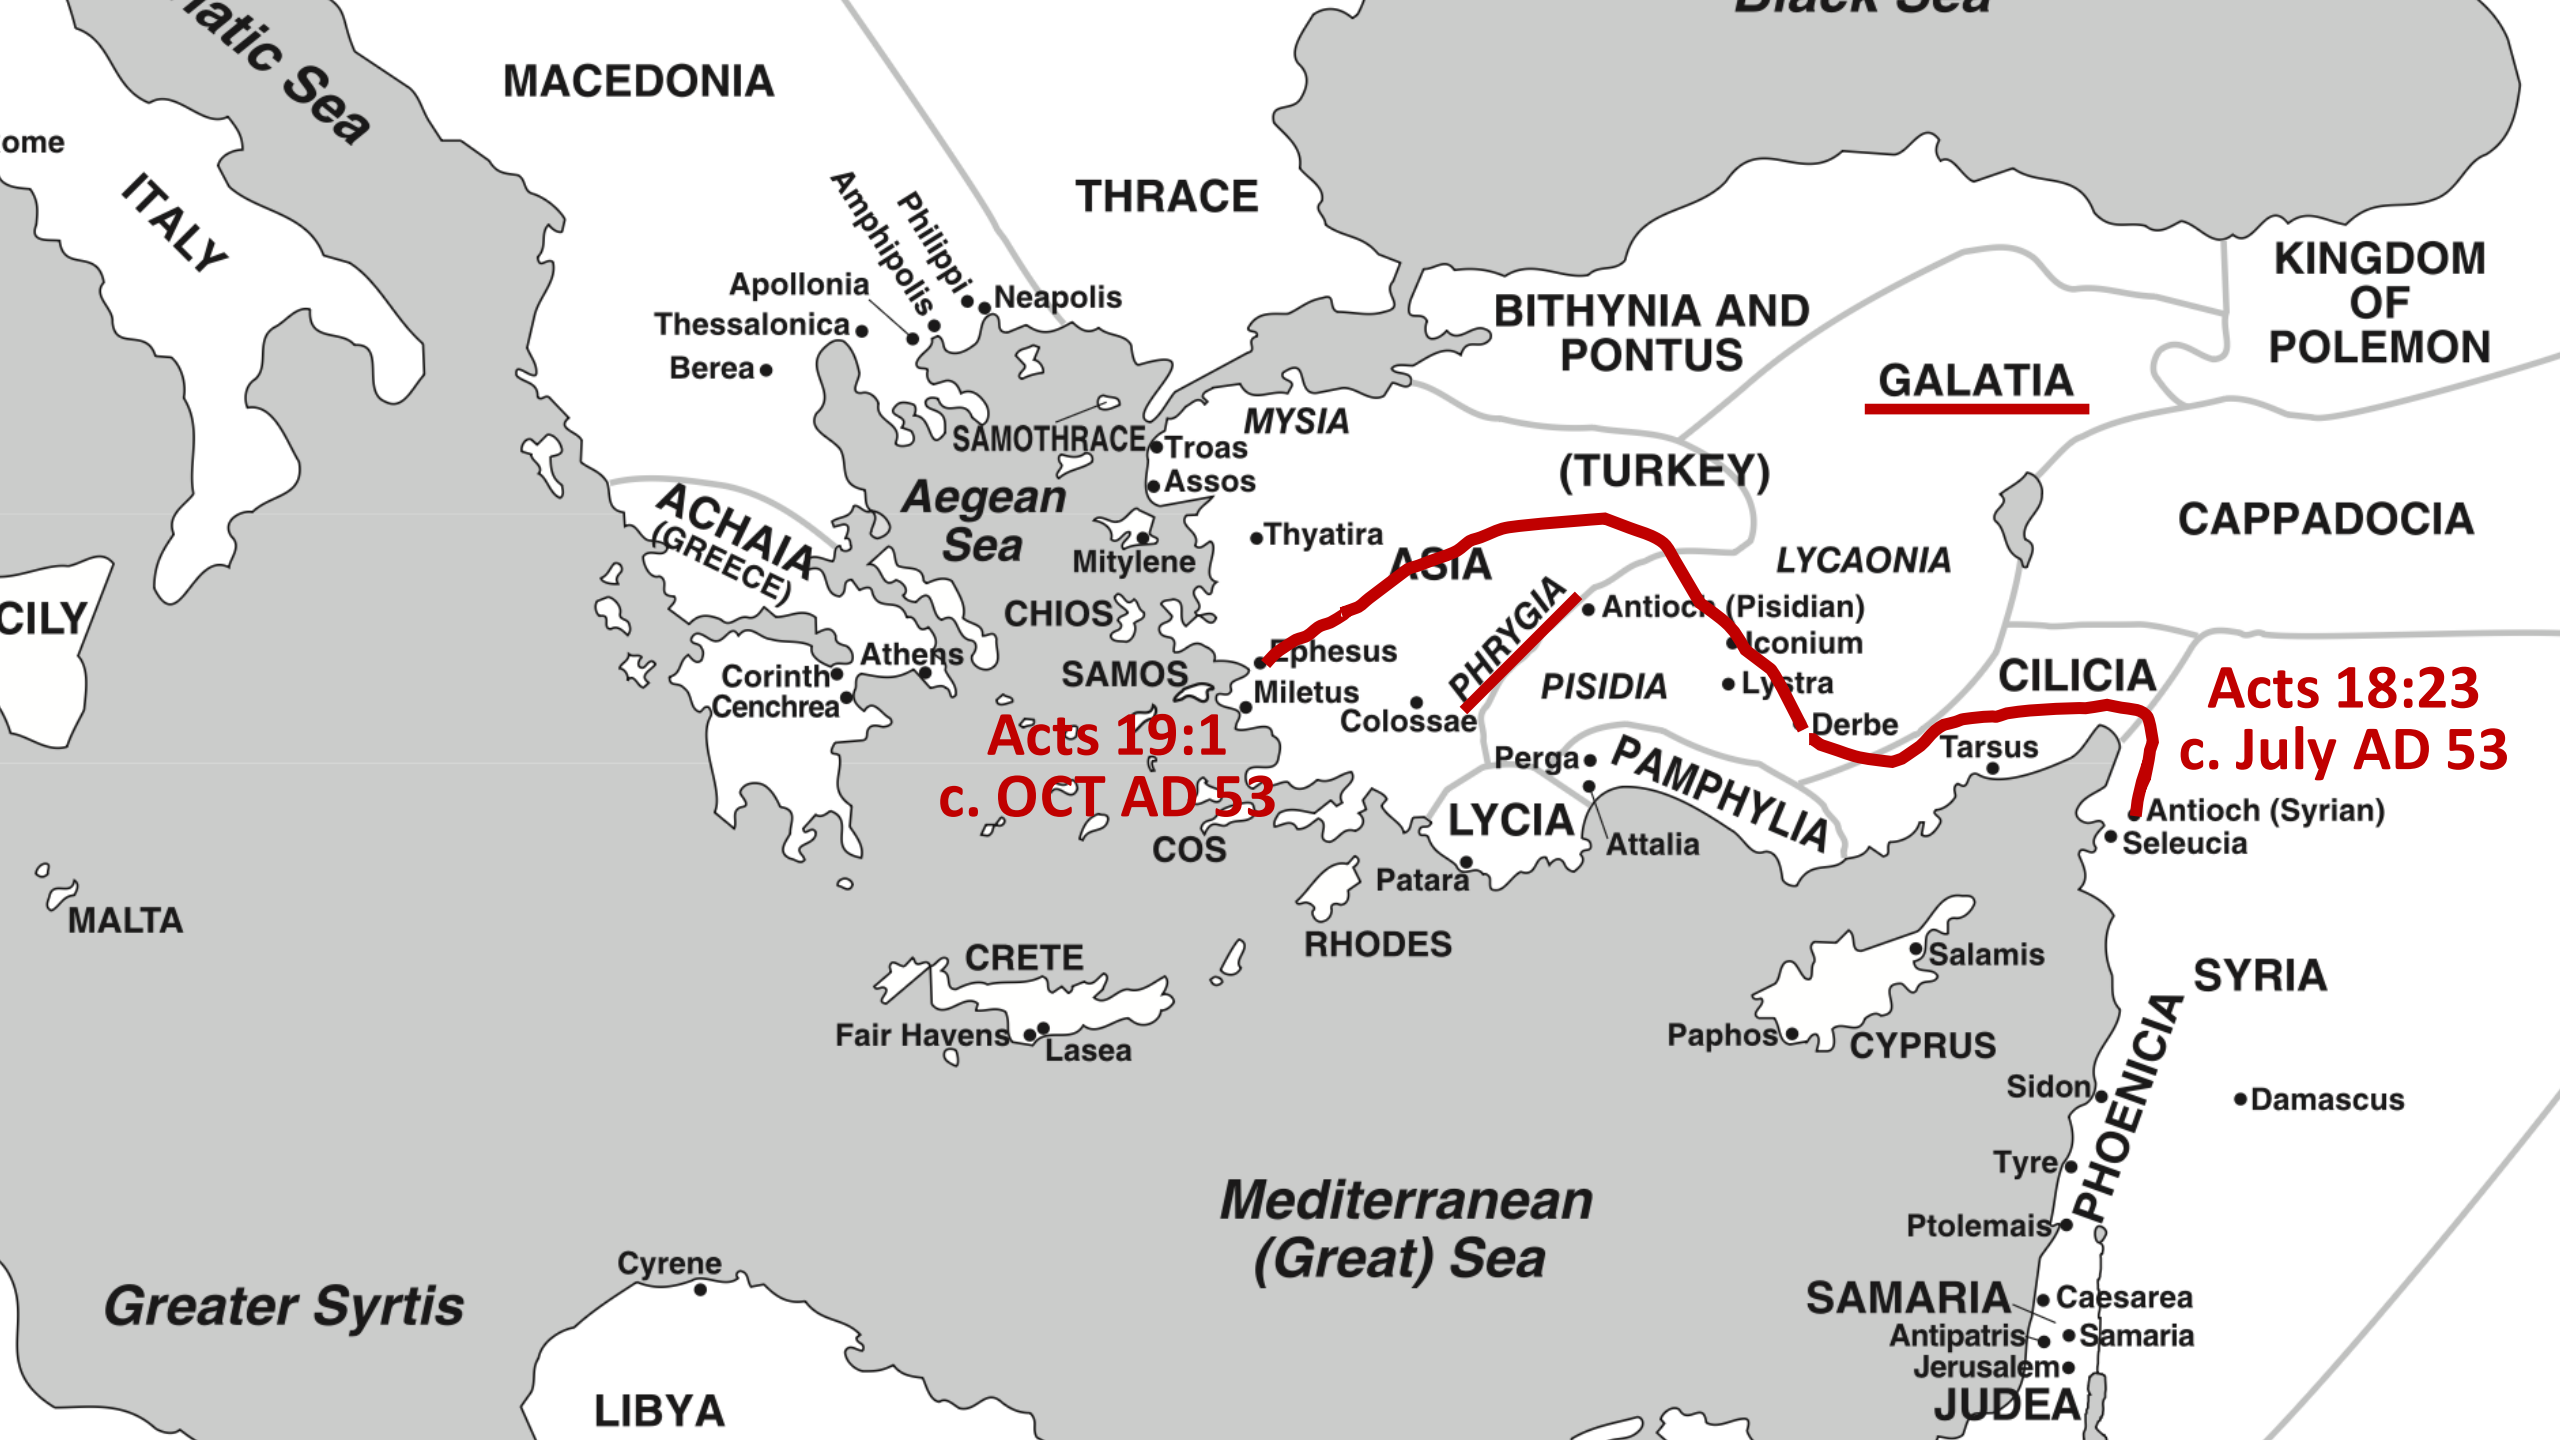 Black Sea
atic Sea
MACEDONIA
ome
ITALY
THRACE
Philippi
Amphipolis
Apollonia
Neapolis
Thessalonica
Berea
BITHYNIA AND
PONTUS
KINGDOM
OF
POLEMON
GALATIA
MYSIA
SAMOTHRACE
Troas
Assos
(TURKEY)
Aegean
Sea
ACHAIA
(GREECE)
CAPPADOCIA
Thyatira
Mitylene
ASIA
LYCAONIA
CILY
CHIOS
PHRYGIA
Antioch (Pisidian)
Iconium
Ephesus
Athens
Corinth
Cenchrea
SAMOS
Miletus
Colossae
PISIDIA
Lystra
Derbe
CILICIA
Tarsus
Acts 18:23
c. July AD 53
Acts 19:1
c. OCT AD 53
Perga
PAMPHYLIA
LYCIA
Attalia
Antioch (Syrian)
Seleucia
COS
Patara
MALTA
RHODES
CRETE
Fair Havens
Lasea
Salamis
Paphos
CYPRUS
SYRIA
PHOENICIA
Sidon
Damascus
Tyre
Ptolemais
Mediterranean
(Great) Sea
Cyrene
Greater Syrtis
SAMARIA
Caesarea
Antipatris
Samaria
Jerusalem
JUDEA
LIBYA